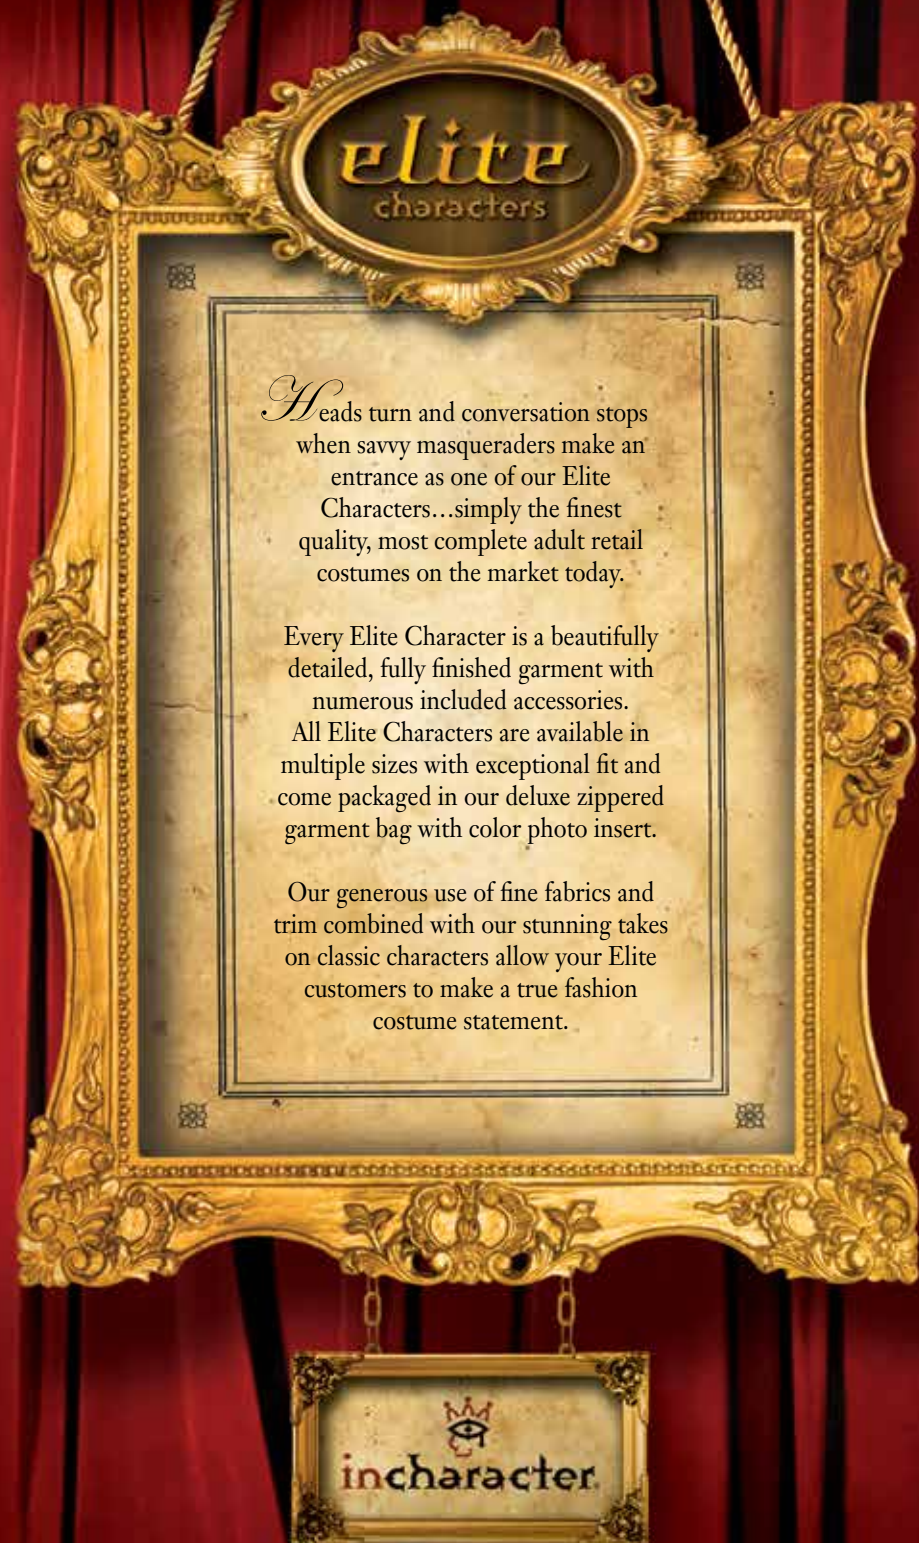 elite
characters
Heads turn and conversation stops
when savvy masqueraders make an
entrance as one of our Elite
Characters...simply the finest
quality, most complete adult retail
costumes on the market today.
Every Elite Character is a beautifully
detailed, fully finished garment with
numerous included accessories.
All Elite Characters are available in
multiple sizes with exceptional fit and
come packaged in our deluxe zippered
garment bag with color photo insert.
Our generous use of fine fabrics and
trim combined with our stunning takes
on classic characters allow your Elite
customers to make a true fashion
costume statement.
incharacter